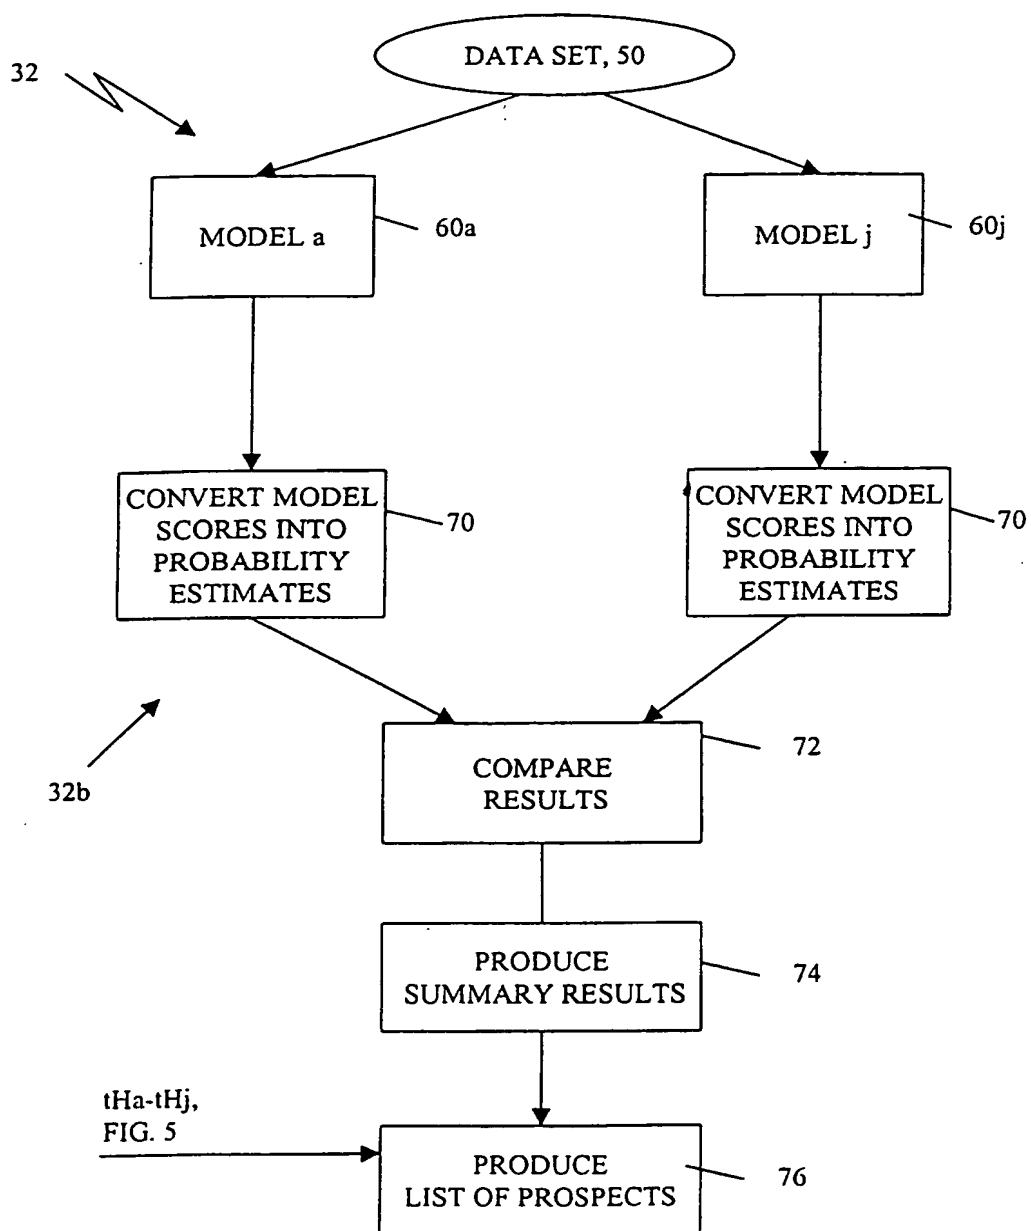 DATA SET, 50
32
MODEL a
60a
MODEL j
60j
CONVERT MODEL
SCORES INTO
PROBABILITY
ESTIMATES
70
CONVERT MODEL
SCORES INTO
PROBABILITY
ESTIMATES
70
32b
COMPARE
RESULTS
72
PRODUCE
SUMMARY RESULTS
74
tHa-tHj,
FIG. 5
PRODUCE
LIST OF PROSPECTS
76